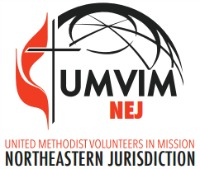 UMVIM
NEJ
UNITED METHODIST VOLUNTEERS IN MISSION
NORTHEASTERN JURISDICTION